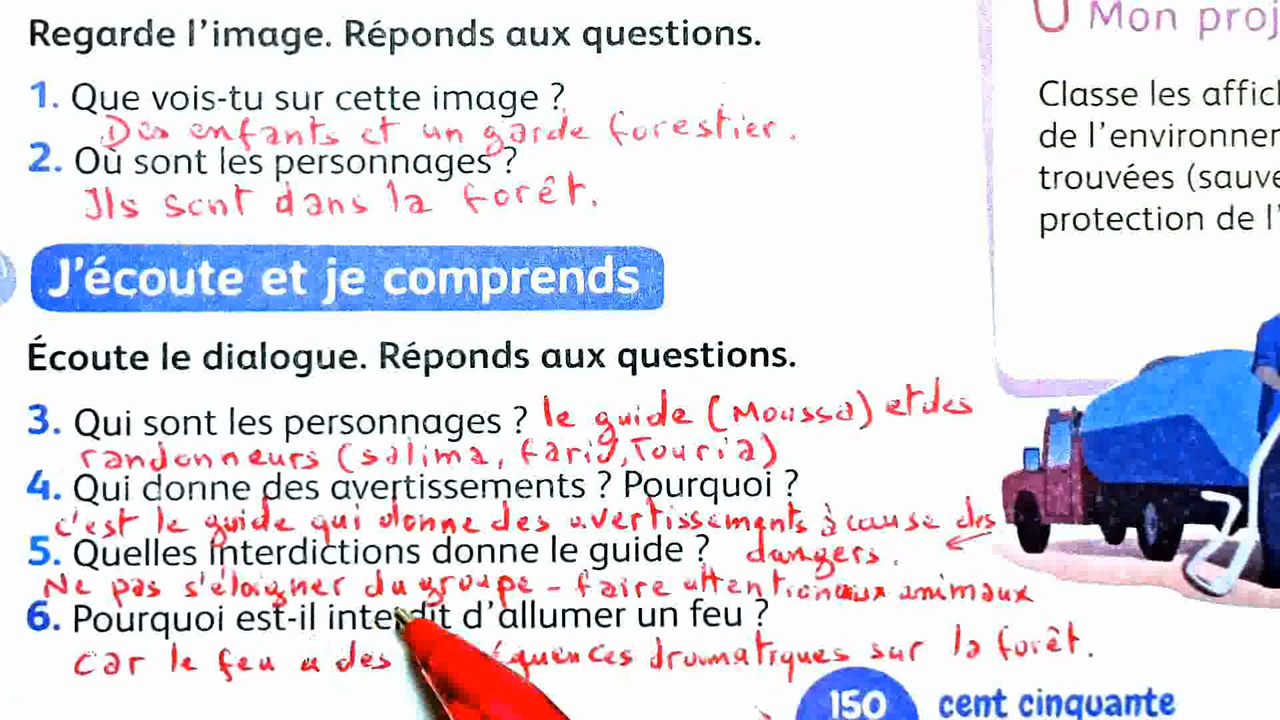 Regarde l'image. Réponds aux questions.
1. Que vois-tu sur cette image ?
Des enfants et un garde forestier.
2. Où sont les personnages ?
Ils sont dans la forêt.
J'écoute et je comprends
Écoute le dialogue. Réponds aux questions.
3. Qui sont les personnages ? le guide (Moussa) et des
randonneurs (salima, farid, Touria)
4. Qui donne des avertissements ? Pourquoi ?
c'est le guide qui donne des avertissements à cause des
5. Quelles interdictions donne le guide ? dangers.
Ne pas s'éloigner du groupe - faire attention aux animaux
6. Pourquoi est-il interdit d'allumer un feu ?
car le feu a des quences dramatiques sur la forêt.
150 cent cinquante
Mon proj
Classe les affic
de l'environner
trouvées (sauve
protection de l'